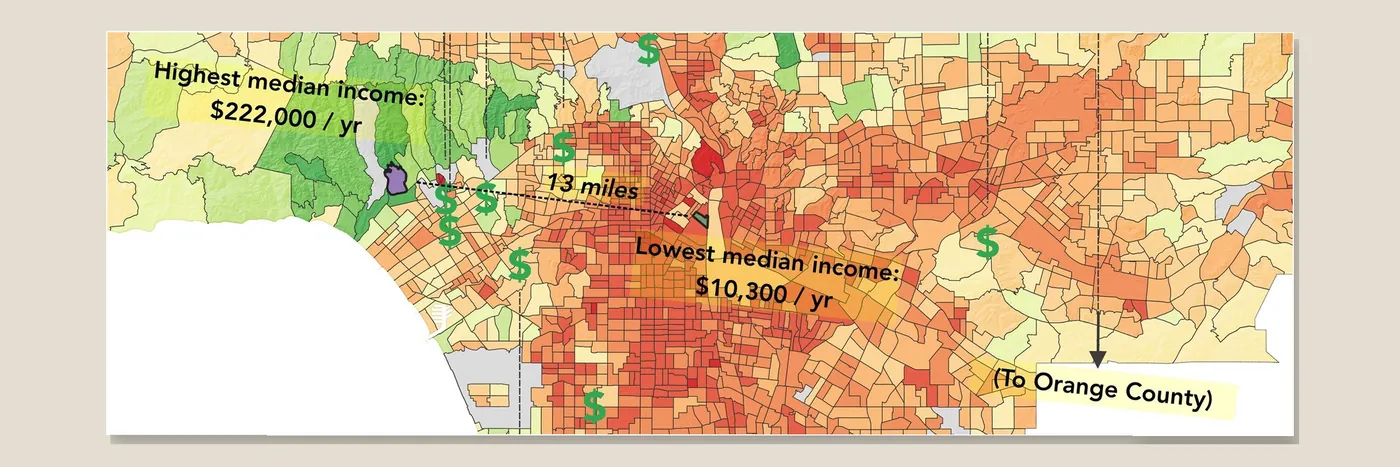 $
Highest median income:
$222,000 / yr
$
13 miles
$
$
$
$
$
Lowest median income:
$10,300 / yr
(To Orange County)
$